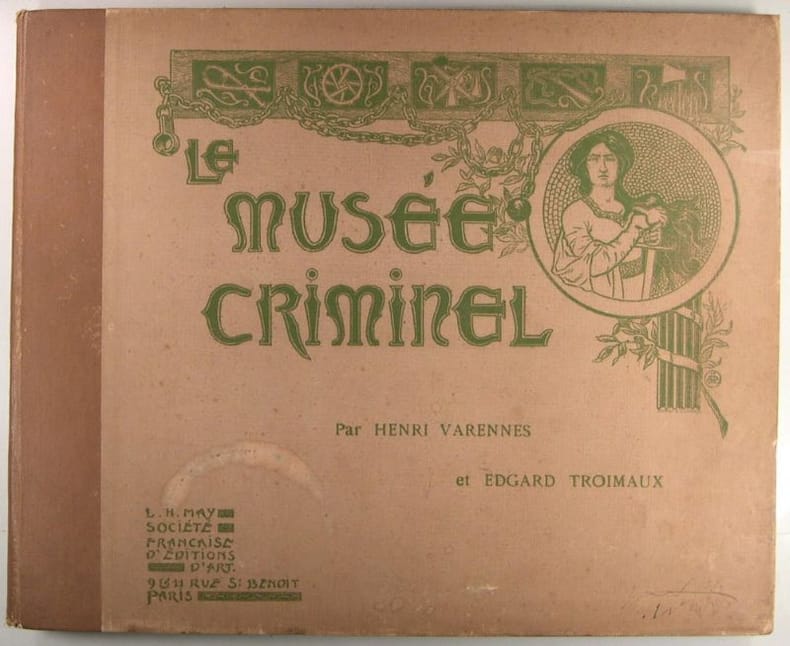 LE
MUSÉE
CRIMINEL
Par HENRI VARENNES
et EDGARD TROIMAUX
L. H. MAY
SOCIÉTÉ
FRANÇAISE
D'ÉDITIONS
D'ART.
9 & 11 RUE St BENOIT
PARIS